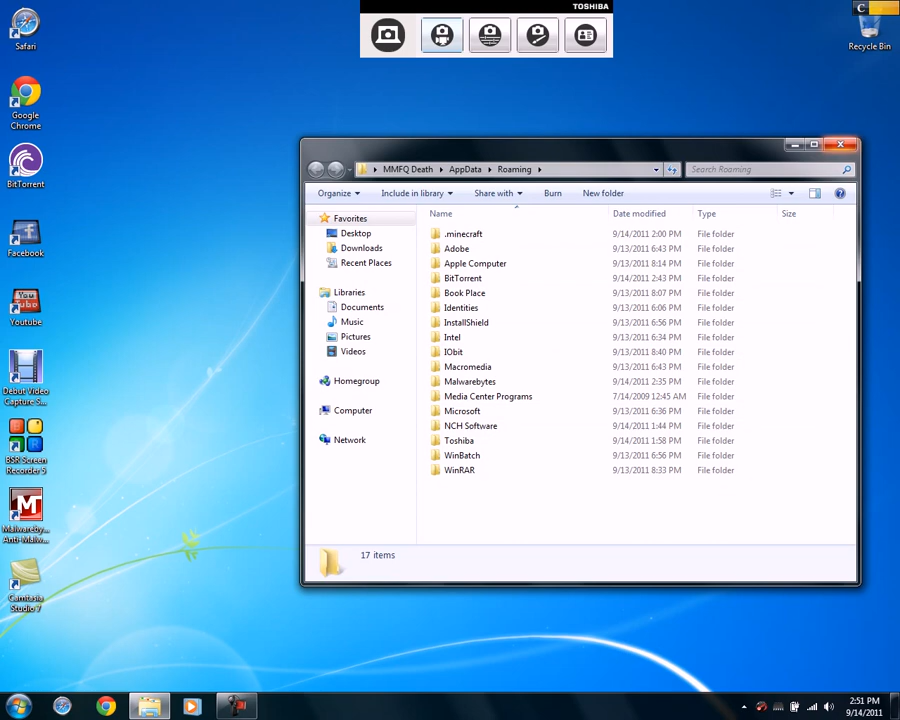 TOSHIBA
C
Safari
Google
Chrome
BitTorrent
Facebook
You
Tube
Youtube
Debut Video
Capture S...
BSR Screen
Recorder 5
Malwareby...
Anti-Malw...
Camtasia
Studio 7
Recycle Bin
MMFQ Death
AppData
Roaming
Search Roaming
Organize
Include in library
Share with
Burn
New folder
Favorites
Desktop
Downloads
Recent Places
Libraries
Documents
Music
Pictures
Videos
Homegroup
Computer
Network
Name Date modified Type Size
.minecraft 9/14/2011 2:00 PM File folder
Adobe 9/13/2011 6:43 PM File folder
Apple Computer 9/13/2011 8:14 PM File folder
BitTorrent 9/14/2011 2:43 PM File folder
Book Place 9/13/2011 8:07 PM File folder
Identities 9/13/2011 6:06 PM File folder
InstallShield 9/13/2011 6:56 PM File folder
Intel 9/13/2011 6:34 PM File folder
IObit 9/13/2011 8:40 PM File folder
Macromedia 9/13/2011 6:43 PM File folder
Malwarebytes 9/14/2011 2:35 PM File folder
Media Center Programs 7/14/2009 12:45 AM File folder
Microsoft 9/13/2011 6:36 PM File folder
NCH Software 9/14/2011 1:44 PM File folder
Toshiba 9/14/2011 1:58 PM File folder
WinBatch 9/13/2011 6:56 PM File folder
WinRAR 9/13/2011 8:33 PM File folder
17 items
2:51 PM
9/14/2011